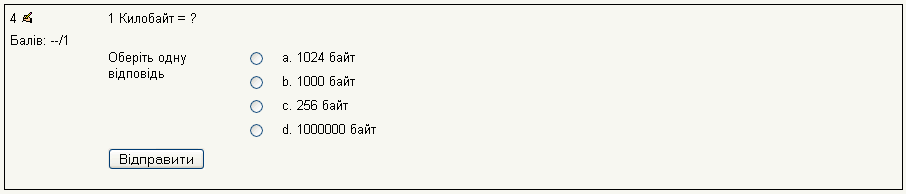 4
1 Килобайт = ?
Балів: --/1
Оберіть одну
відповідь
a. 1024 байт
b. 1000 байт
c. 256 байт
d. 1000000 байт
Відправити